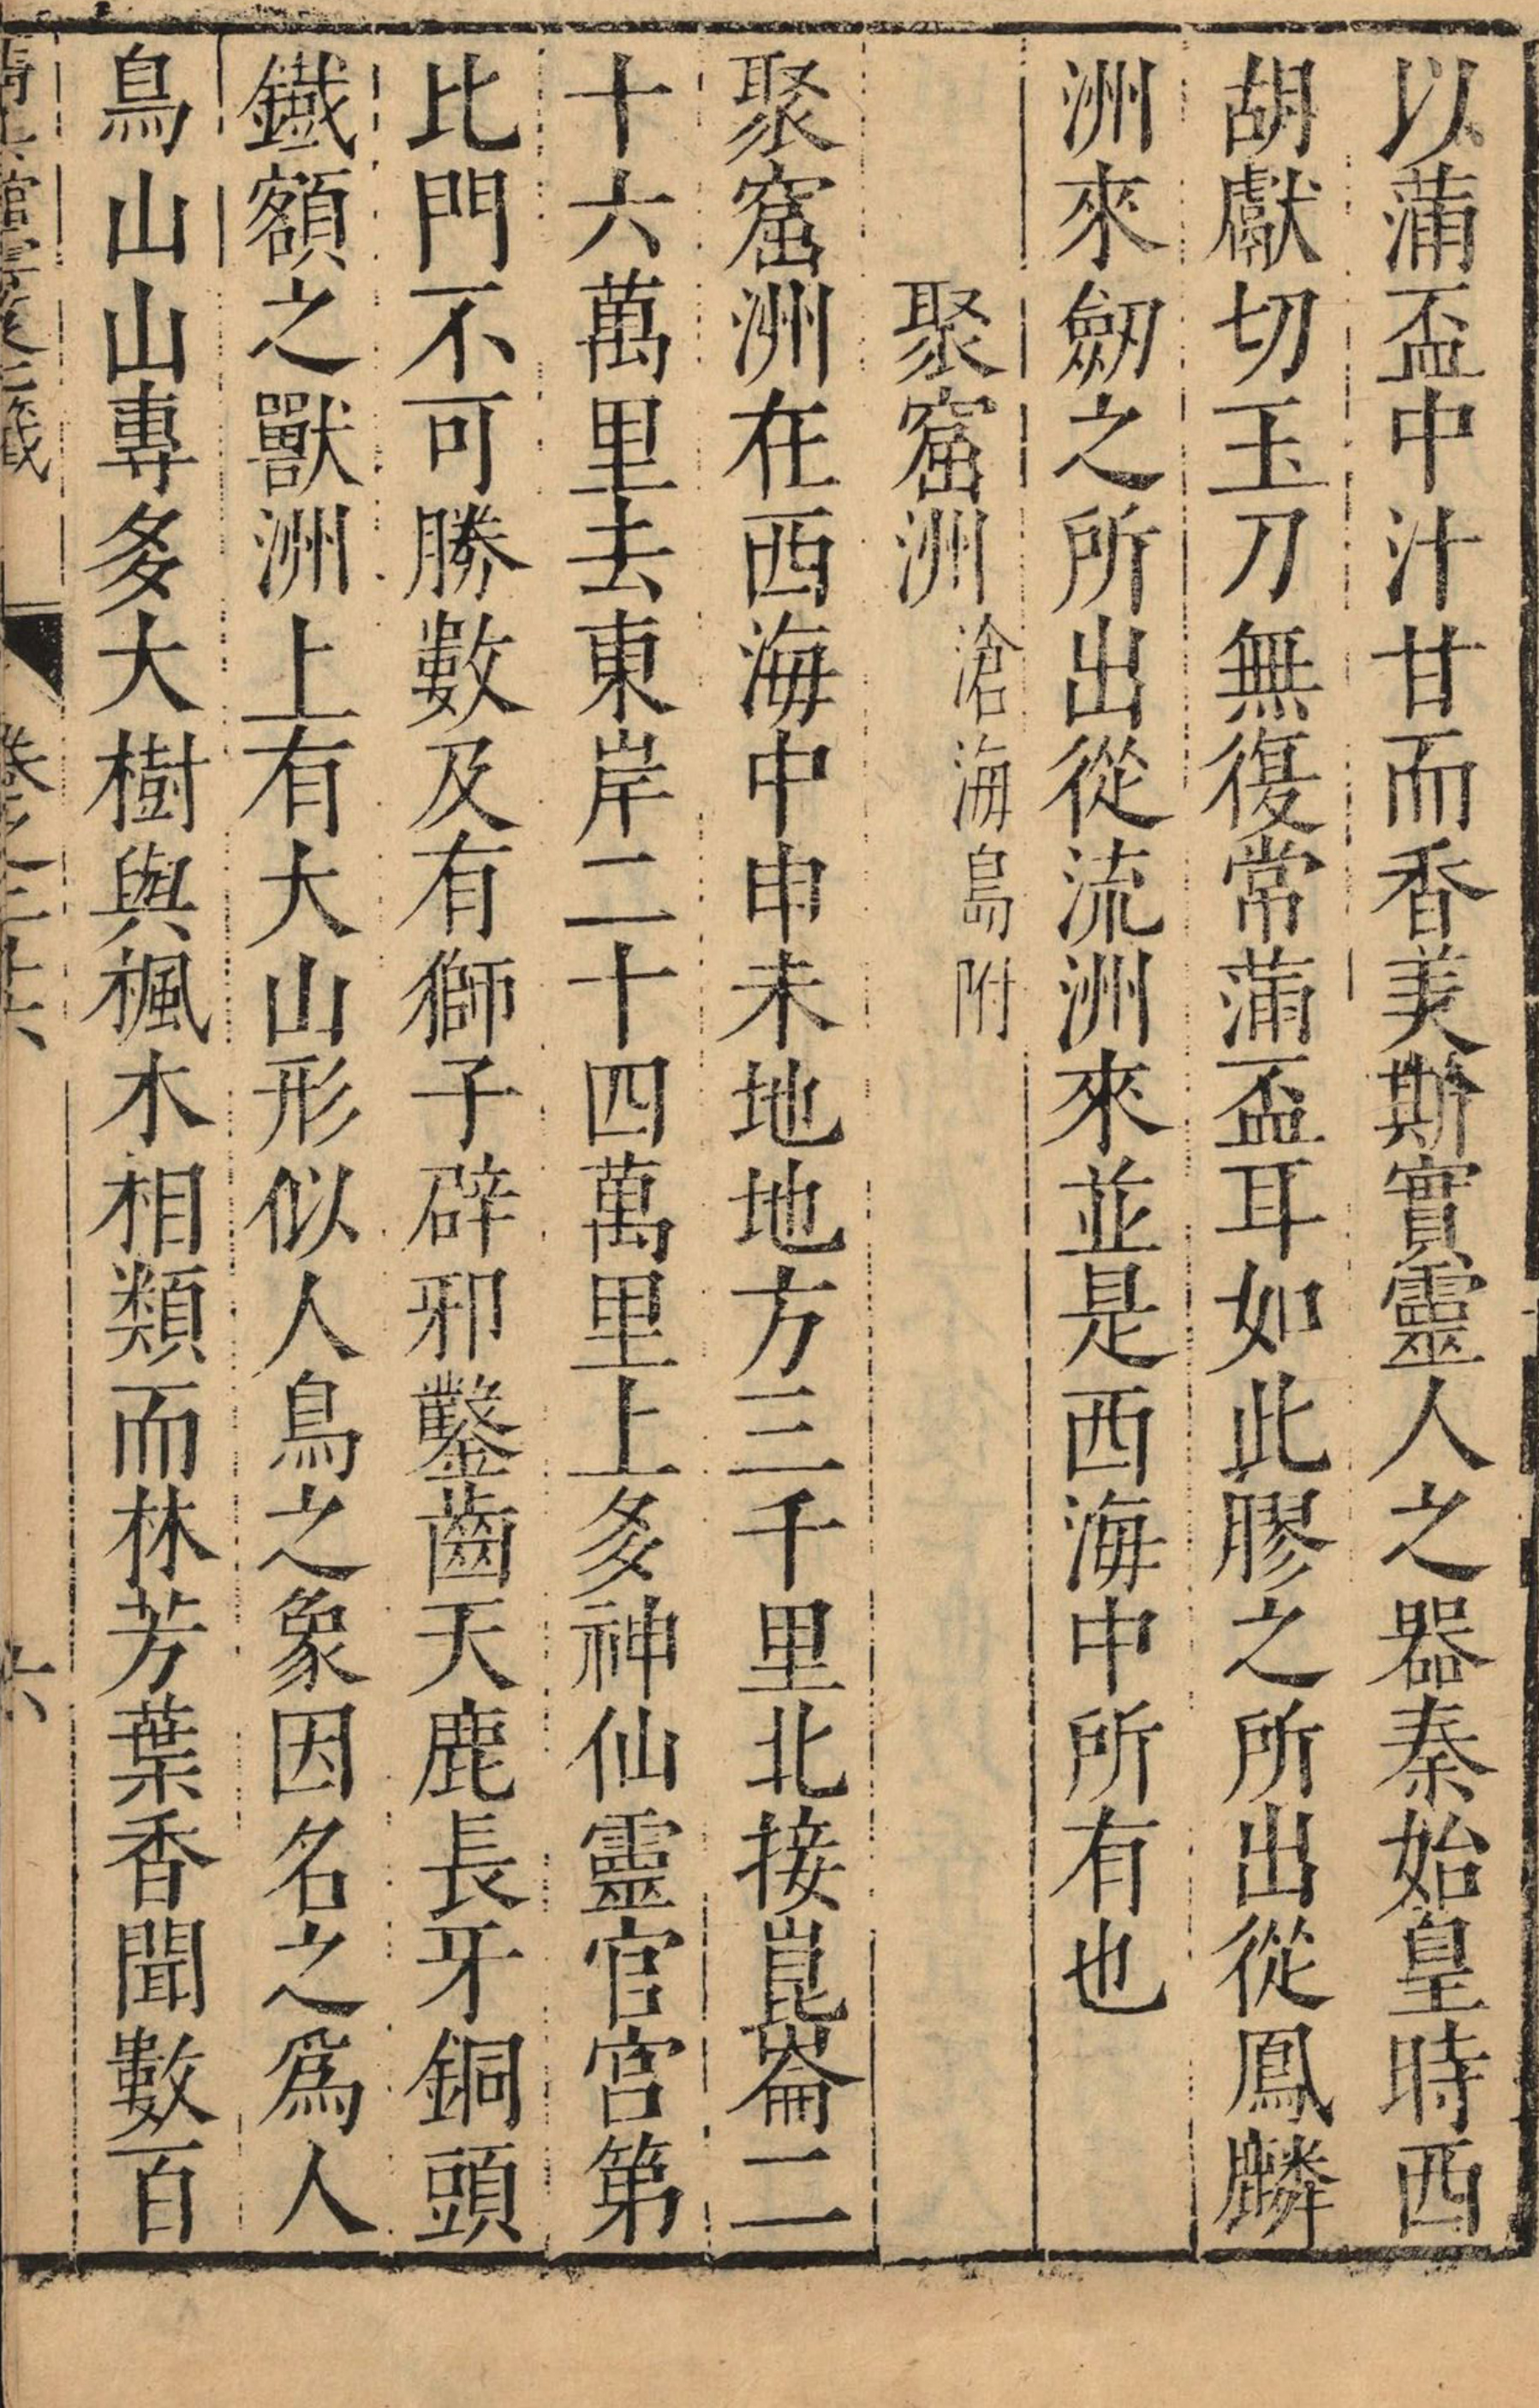 以蒲盃中汁甘而香美斯實靈人之器秦始皇時西
胡獻切玉刀無復常蒲盃耳如此膠之所出從鳳麟
洲來劒之所出從流洲來並是西海中所有也
聚窟洲滄海島附
聚窟洲在西海中申未地地方三千里北接崑崙二
十六萬里去東岸二十四萬里上多神仙靈官宮第
比門不可勝數及有獅子辟邪鑿齒天鹿長牙銅頭
鐵額之獸洲上有大山形似人鳥之象因名之為人
鳥山山專多大樹與楓木相類而林芳葉香聞數百
卷之二十六
六